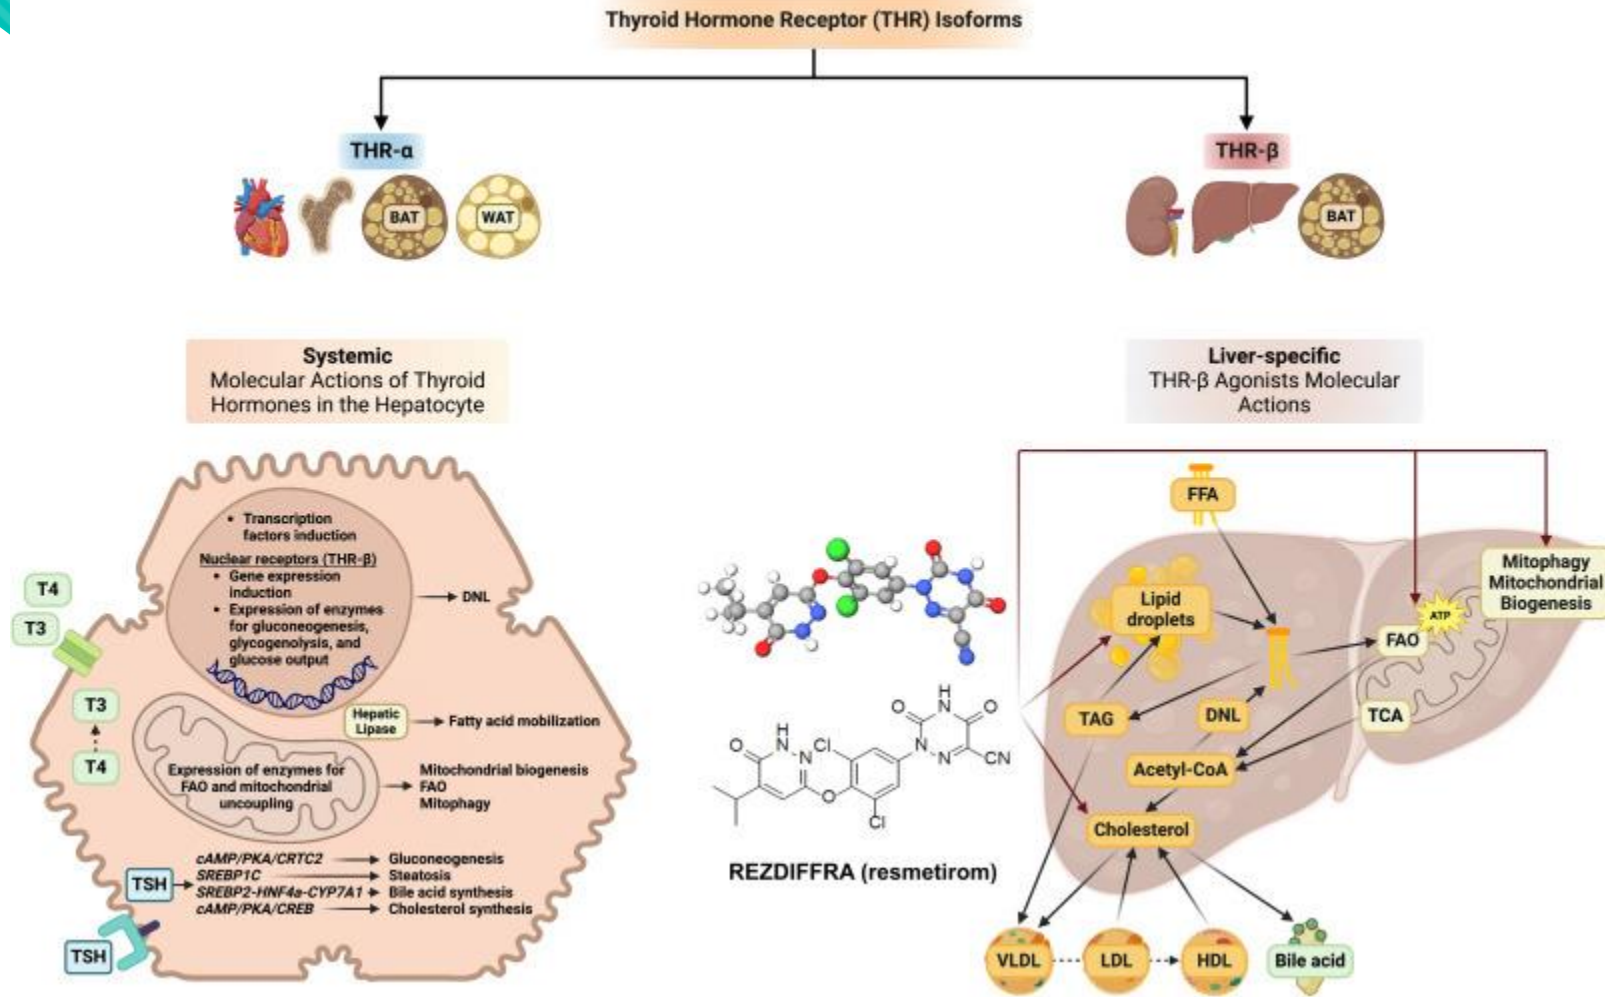 Thyroid Hormone Receptor (THR) Isoforms
THR-α
THR-β
BAT
WAT
BAT
Systemic
Molecular Actions of Thyroid
Hormones in the Hepatocyte
Liver-specific
THR-β Agonists Molecular
Actions
• Transcription
factors induction
Nuclear receptors (THR-β)
• Gene expression
induction
• Expression of enzymes
for gluconeogenesis,
glycogenolysis, and
glucose output
DNL
T4
T3
T3
T4
Hepatic
Lipase
Fatty acid mobilization
Expression of enzymes for
FAO and mitochondrial
uncoupling
Mitochondrial biogenesis
FAO
Mitophagy
TSH
cAMP/PKA/CRTC2
Gluconeogenesis
SREBP1C
Steatosis
SREBP2-HNF4a-CYP7A1
Bile acid synthesis
cAMP/PKA/CREB
Cholesterol synthesis
TSH
H
N
O
N
Cl
O
Cl
H
N
O
O
N
N
CN
REZDIFFRA (resmetirom)
FFA
Lipid
droplets
Mitophagy
Mitochondrial
Biogenesis
ATP
FAO
TAG
DNL
TCA
Acetyl-CoA
Cholesterol
VLDL
LDL
HDL
Bile acid